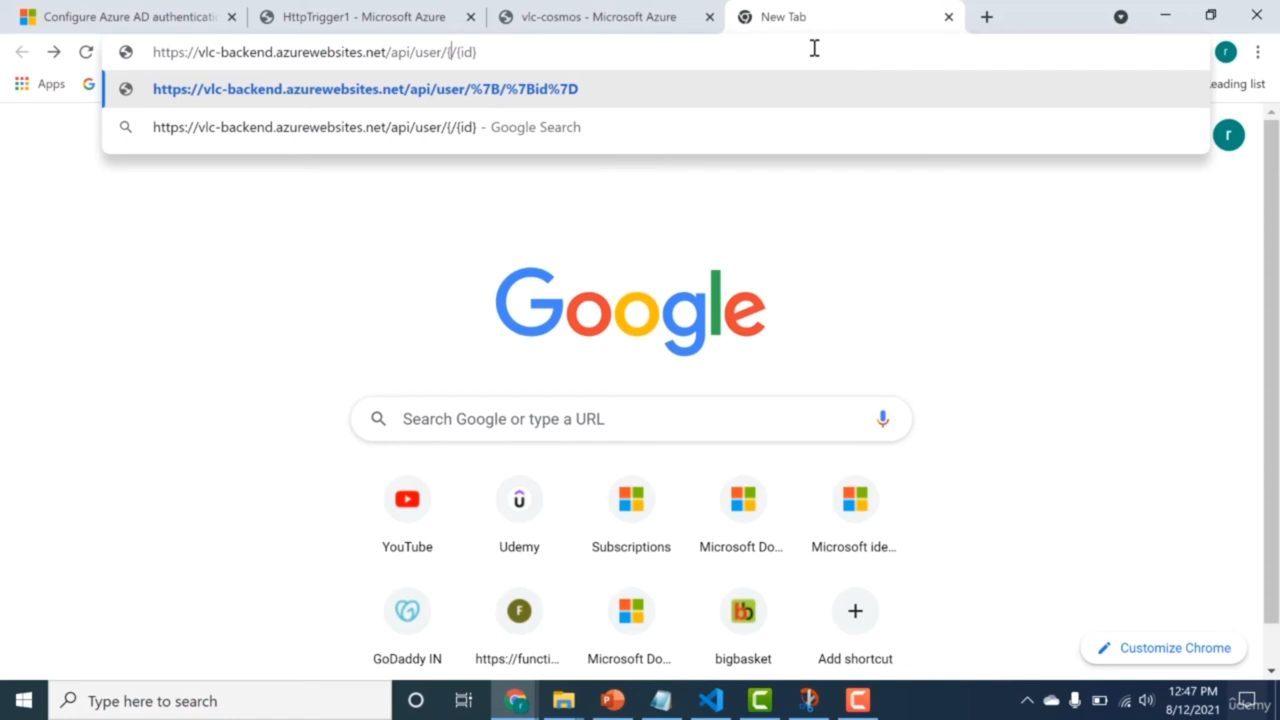 Configure Azure AD authenticati
HttpTrigger1 - Microsoft Azure
vlc-cosmos - Microsoft Azure
New Tab
https://vlc-backend.azurewebsites.net/api/user/{/{id}
r
Apps
https://vlc-backend.azurewebsites.net/api/user/%7B/%7Bid%7D
eading list
https://vlc-backend.azurewebsites.net/api/user/{/{id} - Google Search
r
Google
Search Google or type a URL
YouTube
Udemy
Subscriptions
Microsoft Do...
Microsoft ide...
F
bb
GoDaddy IN
https://functi...
Microsoft Do...
bigbasket
Add shortcut
Customize Chrome
Type here to search
12:47 PM
8/12/2021
udemy